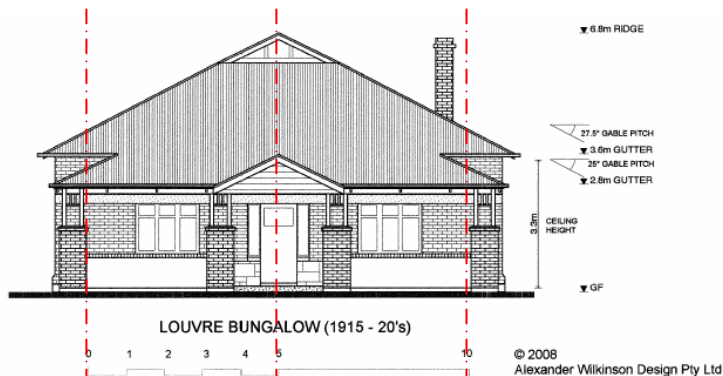 6.8m RIDGE
27.5° GABLE PITCH
3.6m GUTTER
25° GABLE PITCH
2.8m GUTTER
3.3m
CEILING
HEIGHT
GF
LOUVRE BUNGALOW (1915 - 20's)
0 1 2 3 4 5 10
© 2008
Alexander Wilkinson Design Pty Ltd